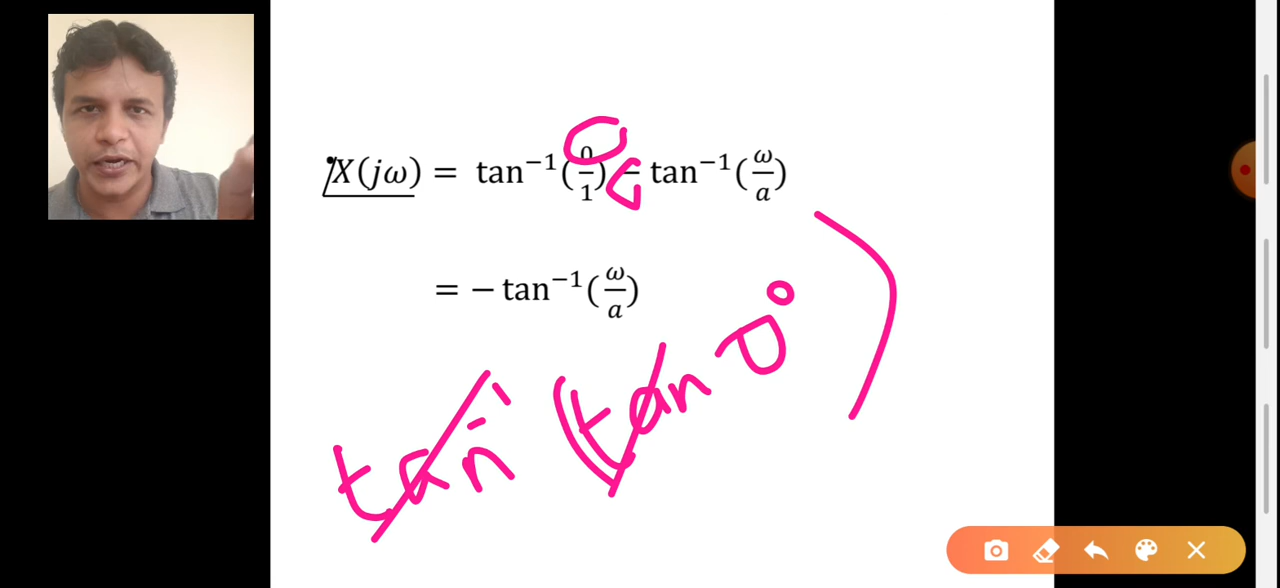 X(jω) = tan⁻¹(0/1) − tan⁻¹(ω/a)
= − tan⁻¹(ω/a)
tan⁻¹ (tan 0°)